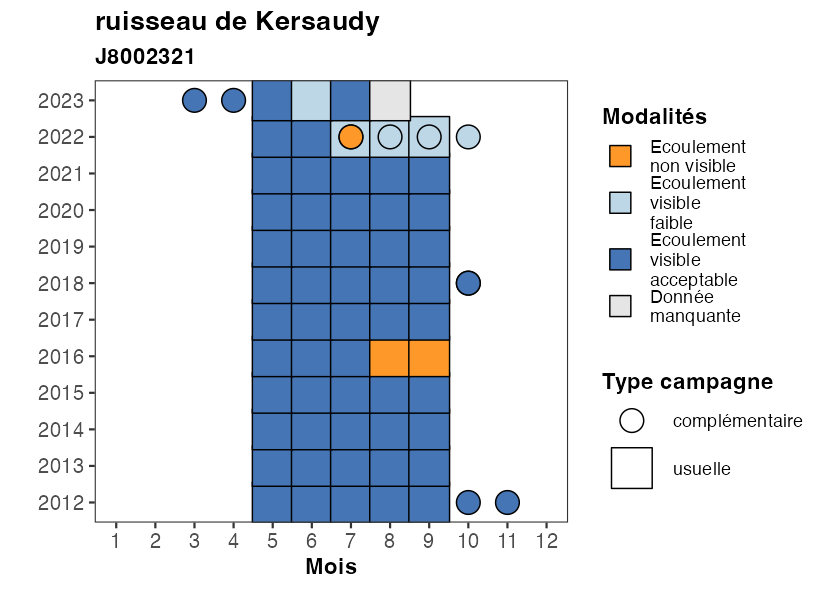 ruisseau de Kersaudy
J8002321
2023
2022
2021
2020
2019
2018
2017
2016
2015
2014
2013
2012
1 2 3 4 5 6 7 8 9 10 11 12
Mois
Modalités
Ecoulement
non visible
Ecoulement
visible
faible
Ecoulement
visible
acceptable
Donnée
manquante
Type campagne
complémentaire
usuelle